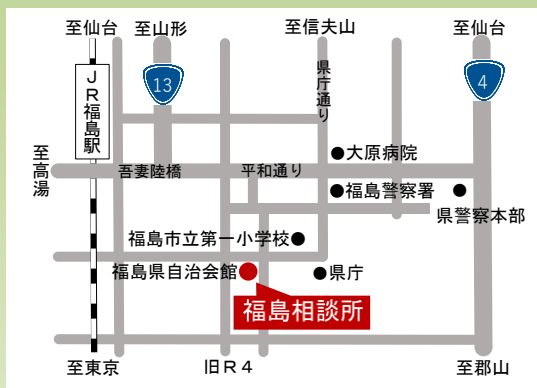 至仙台
至山形
至信夫山
至仙台
13
4
JR福島駅
県庁通り
至高湯
大原病院
吾妻陸橋
平和通り
福島警察署
県警察本部
福島市立第一小学校
福島県自治会館
県庁
福島相談所
至東京
旧R4
至郡山